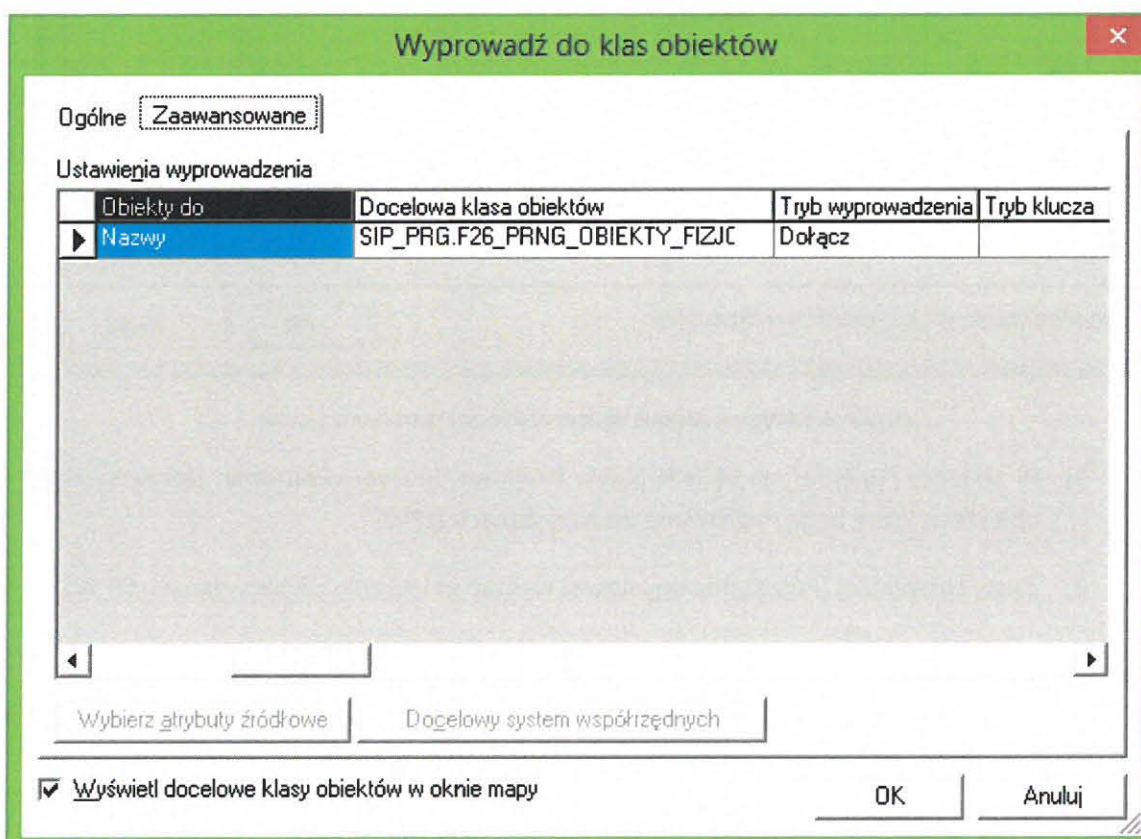 Wyprowadź do klas obiektów
Ogólne Zaawansowane
Ustawienia wyprowadzenia
Obiekty do Docelowa klasa obiektów Tryb wyprowadzenia Tryb klucza
Nazwy SIP_PRG.F26_PRNG_OBIEKTY_FIZJC Dołącz
Wybierz atrybuty źródłowe Docelowy system współrzędnych
Wyświetl docelowe klasy obiektów w oknie mapy
OK Anuluj